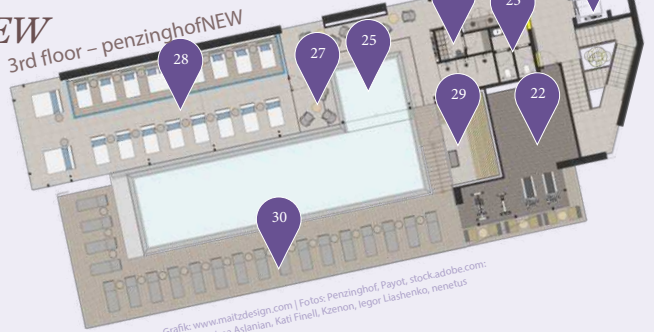 EW
3rd floor – penzinghofNEW
28
27
25
23
29
22
30
Grafik: www.maitzdesign.com | Fotos: Penzinghof, Payot, stock.adobe.com:
Aslanian, Kati Finell, Kzenon, Iegor Liashenko, nenetus